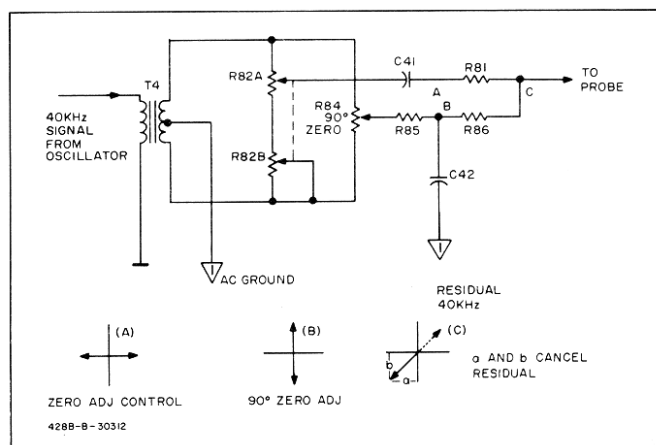 C41
R81
R82A
T4
A
C
TO
PROBE
R84
90°
ZERO
B
40KHz
SIGNAL
FROM
OSCILLATOR
R85
R86
R82B
C42
AC GROUND
RESIDUAL
40KHz
(A)
(B)
(C)
b
a
a AND b CANCEL
RESIDUAL
ZERO ADJ CONTROL
90° ZERO ADJ
428B-B-30312